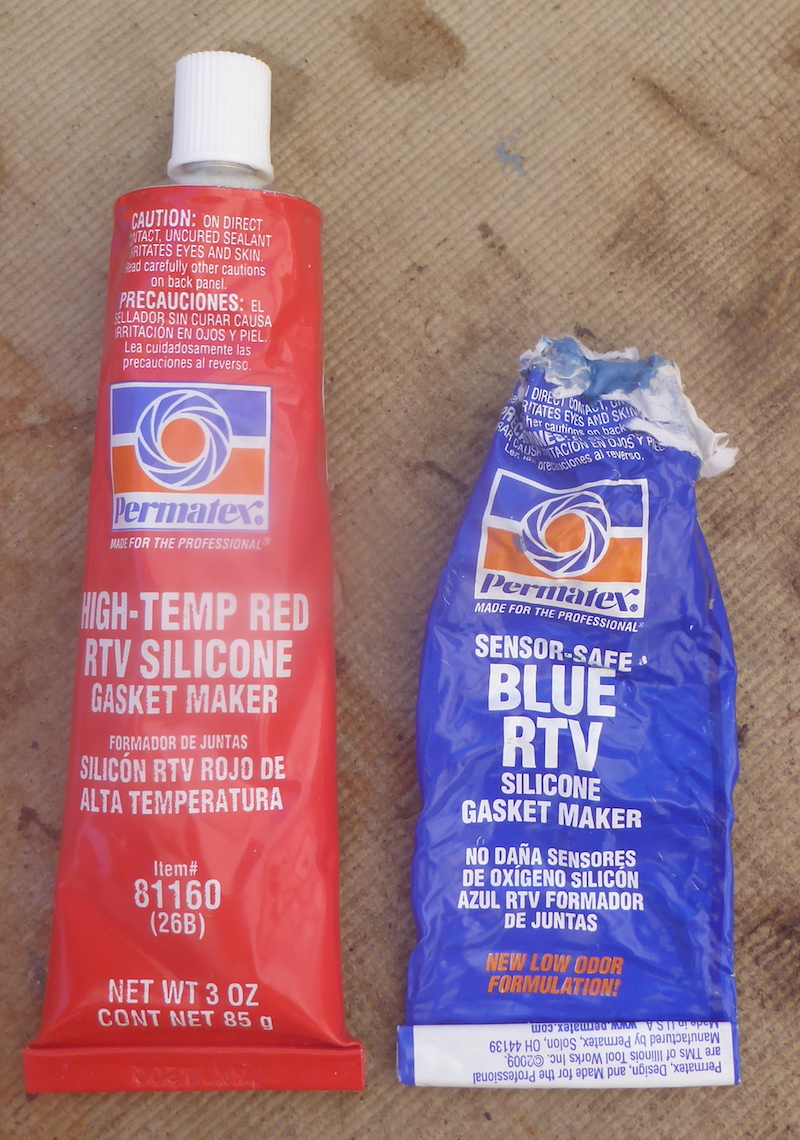 CAUTION: ON DIRECT
CONTACT, UNCURED SEALANT
IRRITATES EYES AND SKIN.
Read carefully other cautions
on back panel.
PRECAUCIONES: EL
SELLADOR SIN CURAR CAUSA
IRRITACIÓN EN OJOS Y PIEL.
Lea cuidadosamente las
precauciones al reverso.
Permatex®
MADE FOR THE PROFESSIONAL®
HIGH-TEMP RED
RTV SILICONE
GASKET MAKER
FORMADOR DE JUNTAS
SILICÓN RTV ROJO DE
ALTA TEMPERATURA
Item#
81160
(26B)
NET WT 3 OZ
CONT NET 85 g
DIRECT CONTACT,
EYES AND SKIN
her cautions on back
EN OJOS Y
precauciones al reverso.
Permatex®
MADE FOR THE PROFESSIONAL®
SENSOR-SAFE
BLUE
RTV
SILICONE
GASKET MAKER
NO DAÑA SENSORES
DE OXÍGENO SILICÓN
AZUL RTV FORMADOR
DE JUNTAS
NEW LOW ODOR
FORMULATION!
Permatex, Design, and Made for the Professional
are TMs of Illinois Tool Works Inc. ©2009.
Manufactured by Permatex, Solon, OH 44139
Made in U.S.A. www.permatex.com